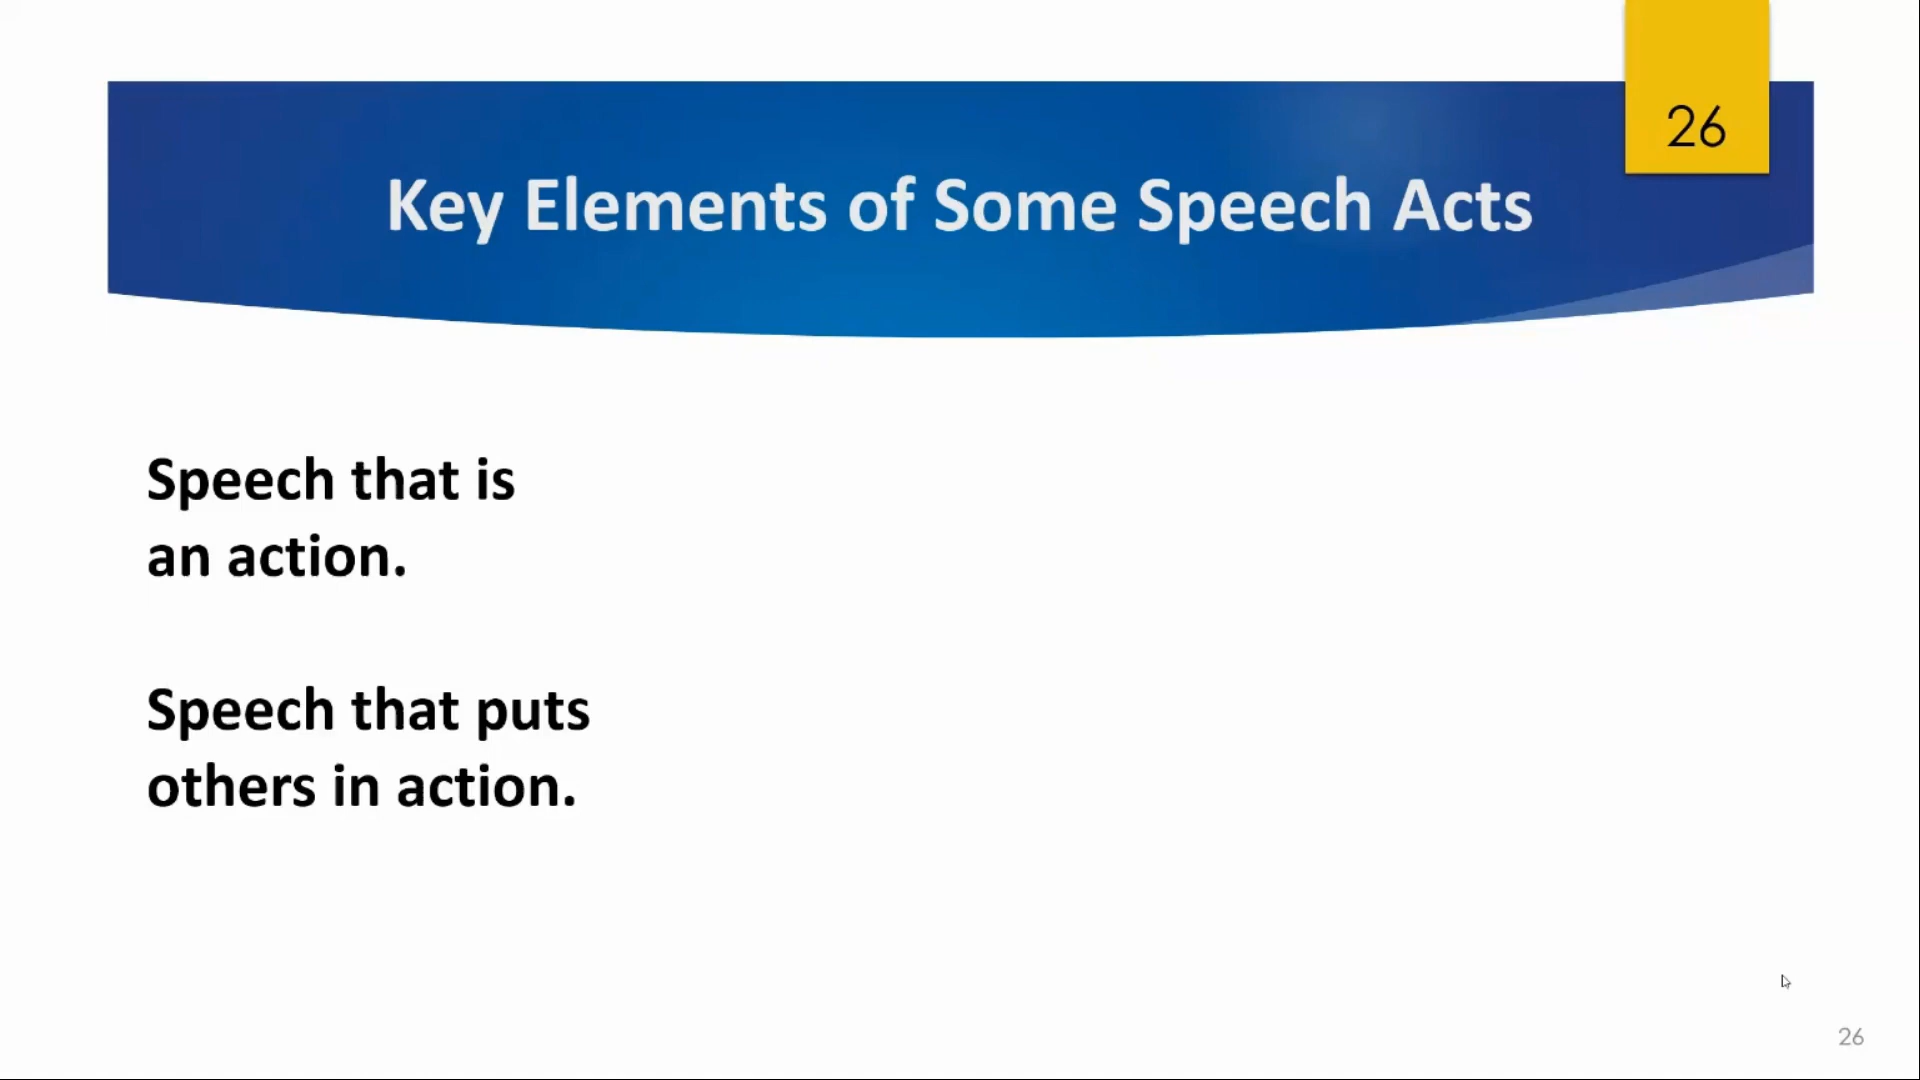 26
Key Elements of Some Speech Acts
Speech that is
an action.
Speech that puts
others in action.
26